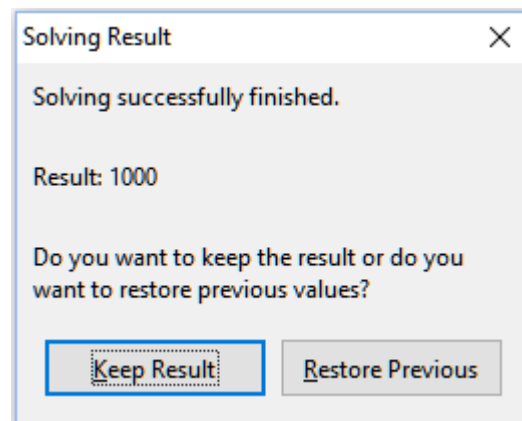 Solving Result
Solving successfully finished.
Result: 1000
Do you want to keep the result or do you
want to restore previous values?
Keep Result
Restore Previous